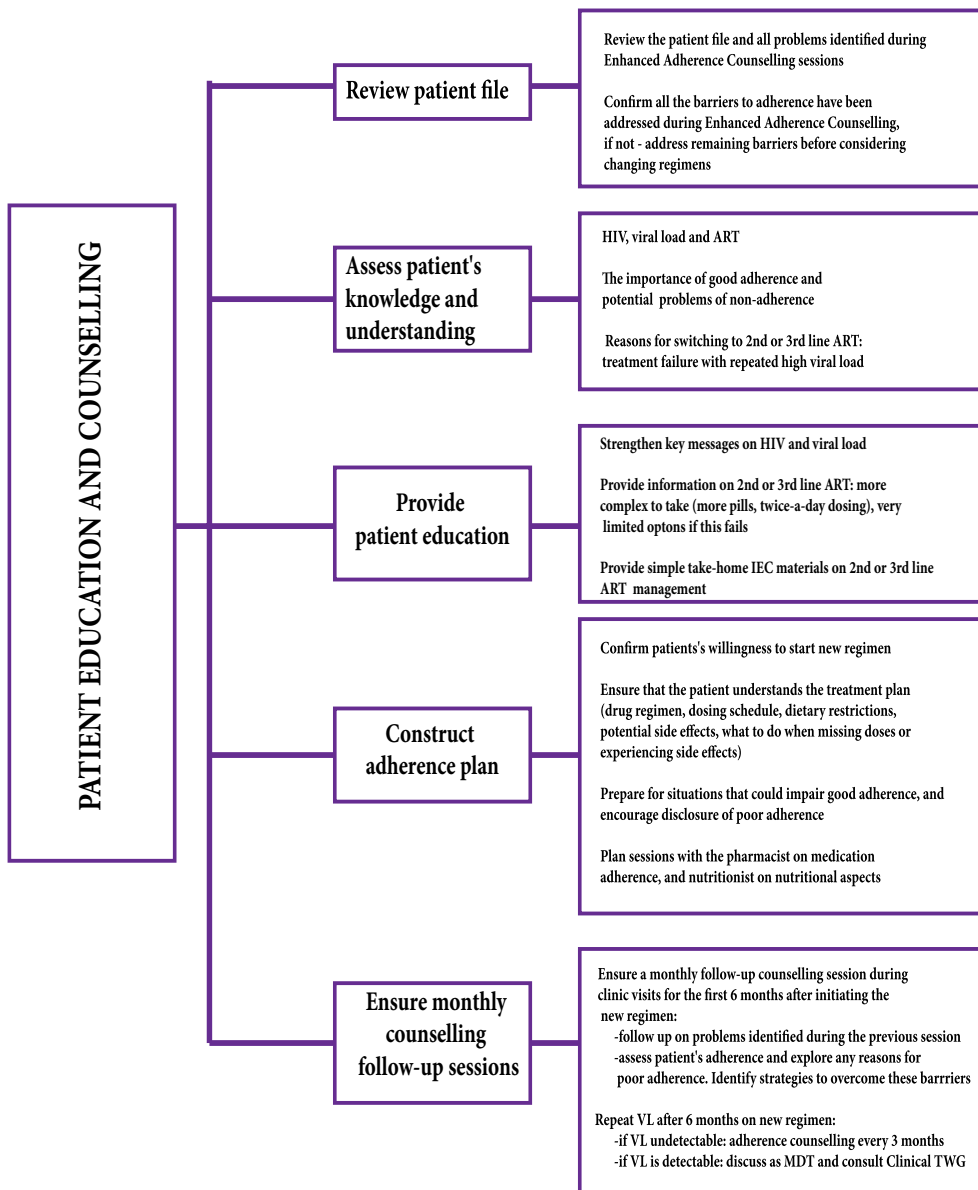 PATIENT EDUCATION AND COUNSELLING
Review patient file
Review the patient file and all problems identified during
Enhanced Adherence Counselling sessions
Confirm all the barriers to adherence have been
addressed during Enhanced Adherence Counselling,
if not - address remaining barriers before considering
changing regimens
Assess patient's
knowledge and
understanding
HIV, viral load and ART
The importance of good adherence and
potential problems of non-adherence
Reasons for switching to 2nd or 3rd line ART:
treatment failure with repeated high viral load
Provide
patient education
Strengthen key messages on HIV and viral load
Provide information on 2nd or 3rd line ART: more
complex to take (more pills, twice-a-day dosing), very
limited optons if this fails
Provide simple take-home IEC materials on 2nd or 3rd line
ART management
Construct
adherence plan
Confirm patients's willingness to start new regimen
Ensure that the patient understands the treatment plan
(drug regimen, dosing schedule, dietary restrictions,
potential side effects, what to do when missing doses or
experiencing side effects)
Prepare for situations that could impair good adherence, and
encourage disclosure of poor adherence
Plan sessions with the pharmacist on medication
adherence, and nutritionist on nutritional aspects
Ensure monthly
counselling
follow-up sessions
Ensure a monthly follow-up counselling session during
clinic visits for the first 6 months after initiating the
new regimen:
-follow up on problems identified during the previous session
-assess patient's adherence and explore any reasons for
poor adherence. Identify strategies to overcome these barrriers
Repeat VL after 6 months on new regimen:
-if VL undetectable: adherence counselling every 3 months
-if VL is detectable: discuss as MDT and consult Clinical TWG